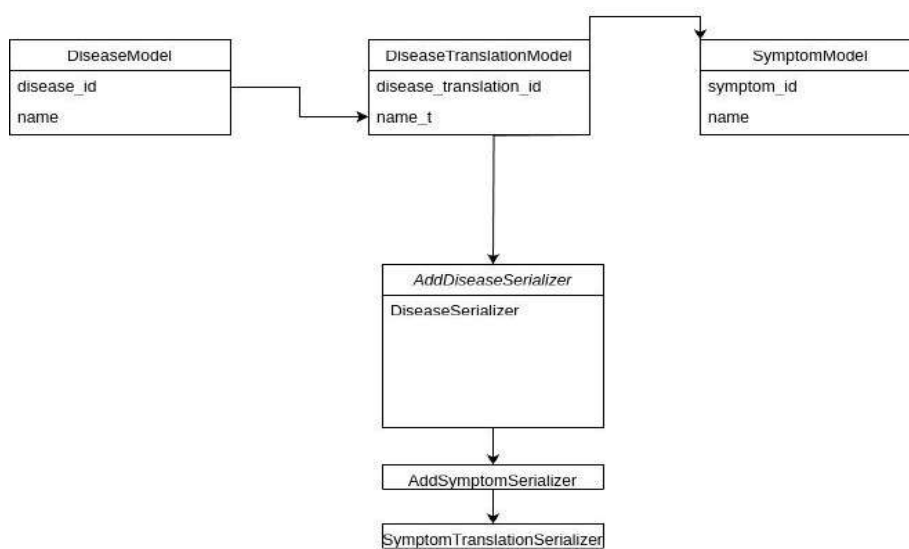 DiseaseModel
disease_id
name
DiseaseTranslationModel
disease_translation_id
name_t
SymptomModel
symptom_id
name
AddDiseaseSerializer
DiseaseSerializer
AddSymptomSerializer
SymptomTranslationSerializer